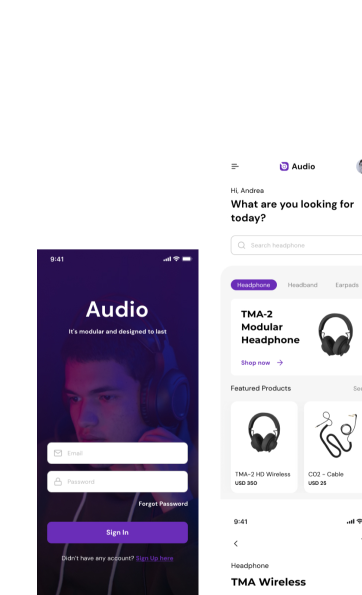 9:41
Audio
It's modular and designed to last
Email
Password
Forgot Password
Sign In
Didn't have any account? Sign Up here
Audio
Hi, Andrea
What are you looking for
today?
Search headphone
Headphone Headband Earpads
TMA-2
Modular
Headphone
Shop now
Featured Products
TMA-2 HD Wireless
USD 350
CO2 - Cable
USD 25
9:41
Headphone
TMA Wireless